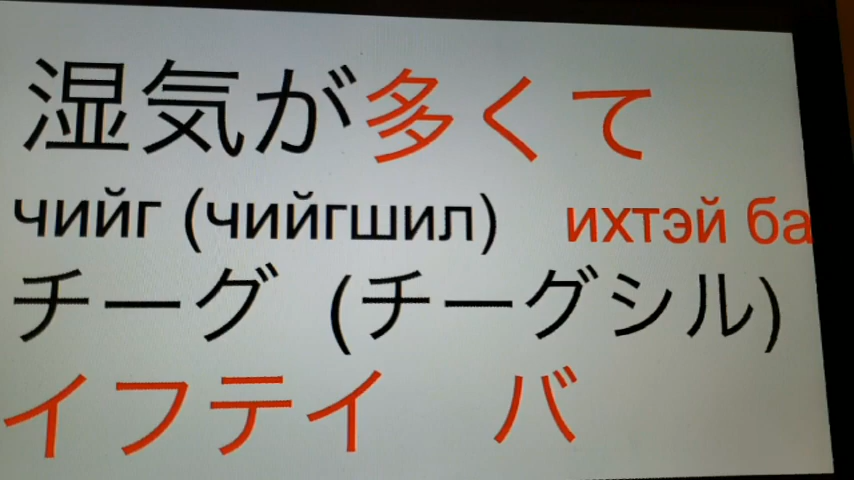 湿気が多くて
чийг (чийгшил) ихтэй ба
チーグ (チーグシル)
イフテイ バ